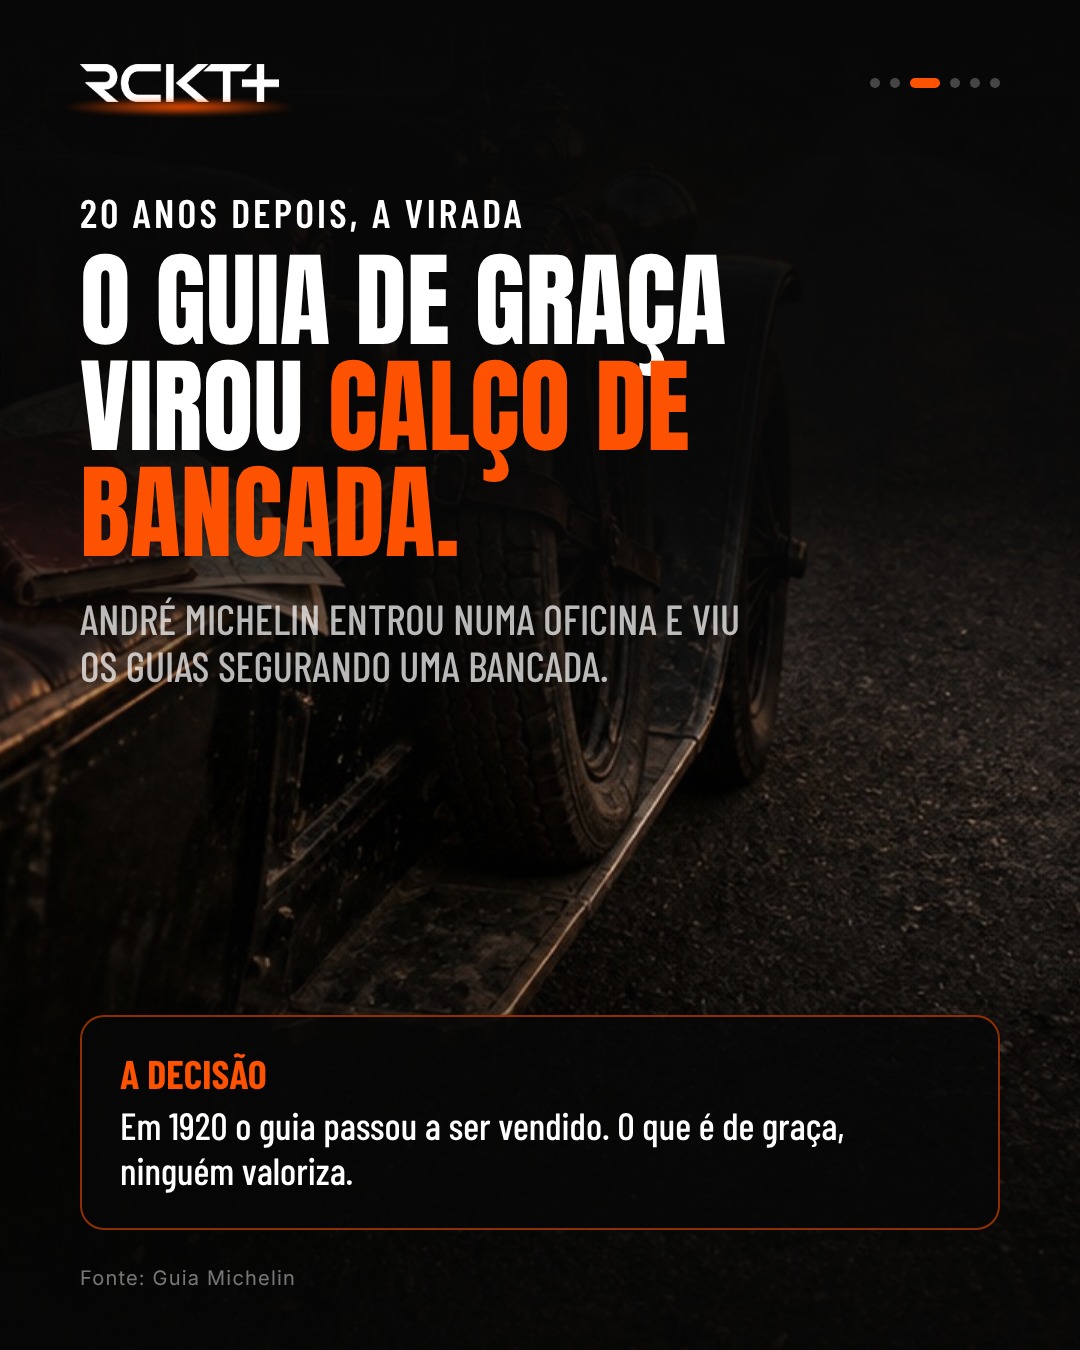 RCKT+
20 ANOS DEPOIS, A VIRADA
O GUIA DE GRAÇA
VIROU CALÇO DE
BANCADA.
ANDRÉ MICHELIN ENTROU NUMA OFICINA E VIU
OS GUIAS SEGURANDO UMA BANCADA.
A DECISÃO
Em 1920 o guia passou a ser vendido. O que é de graça,
ninguém valoriza.
Fonte: Guia Michelin